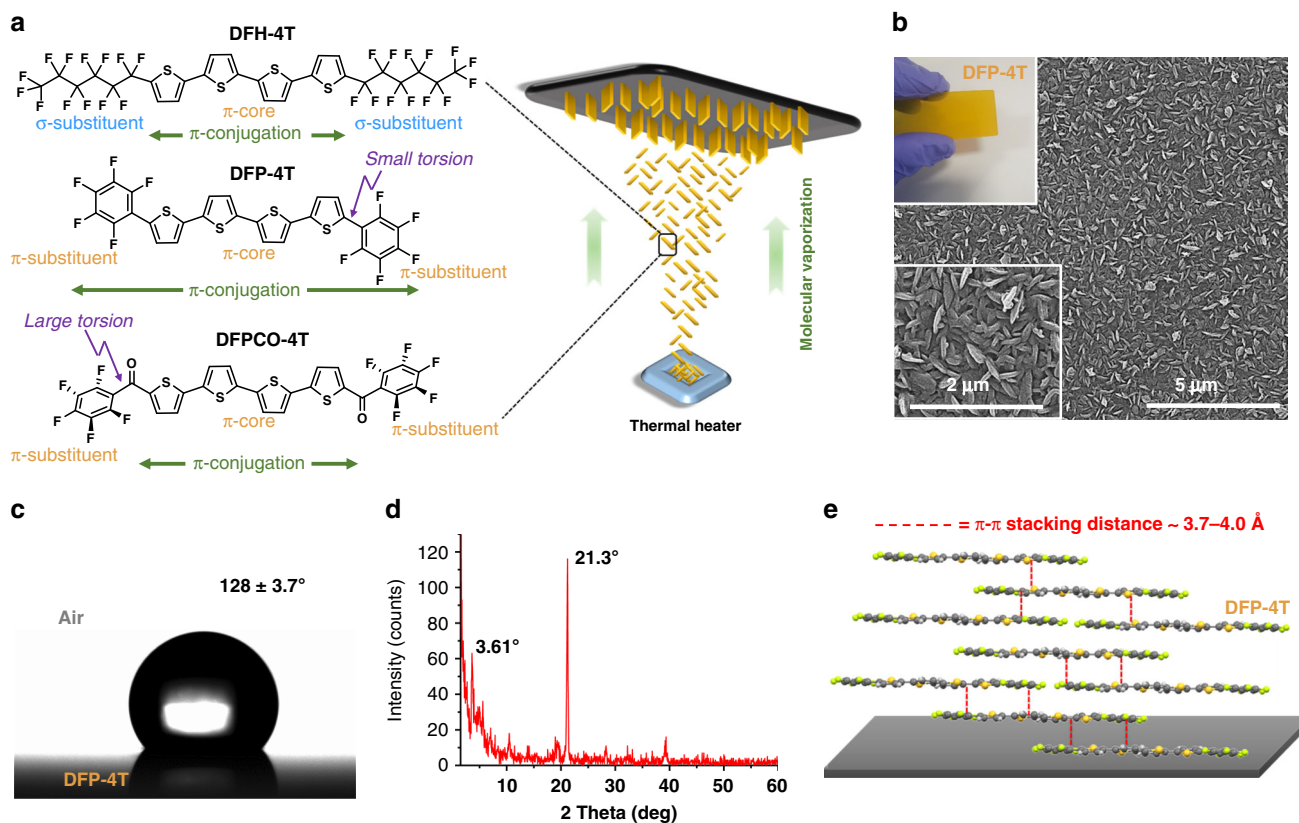 a
DFH-4T
F F F F F F F F F F F F F
S S S S
F F F F F F F F F F F F F
σ-substituent
π-core
σ-substituent
π-conjugation
DFP-4T
Small torsion
F F F F F
S S S S
F F F F F
π-substituent
π-core
π-substituent
π-conjugation
Large torsion
DFPCO-4T
O
F F F F F
S S S S
O
F F F F F
π-substituent
π-core
π-substituent
π-conjugation
Molecular vaporization
Thermal heater
b
DFP-4T
2 µm
5 µm
c
128 ± 3.7°
Air
DFP-4T
d
Intensity (counts)
120
100
80
60
40
20
0
3.61°
21.3°
10 20 30 40 50 60
2 Theta (deg)
e
= π-π stacking distance ~ 3.7–4.0 Å
DFP-4T